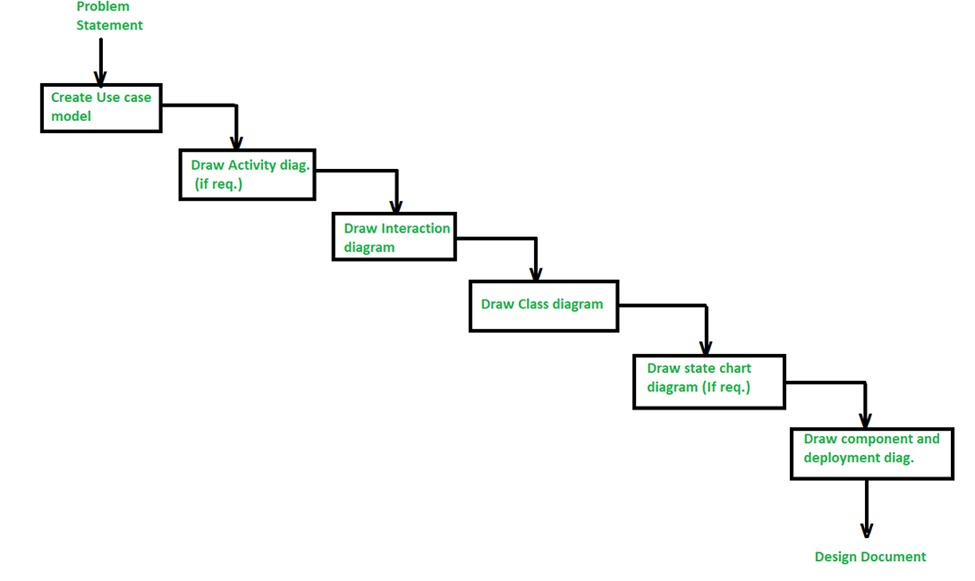 Problem
Statement
Create Use case
model
Draw Activity diag.
(if req.)
Draw Interaction
diagram
Draw Class diagram
Draw state chart
diagram (If req.)
Draw component and
deployment diag.
Design Document